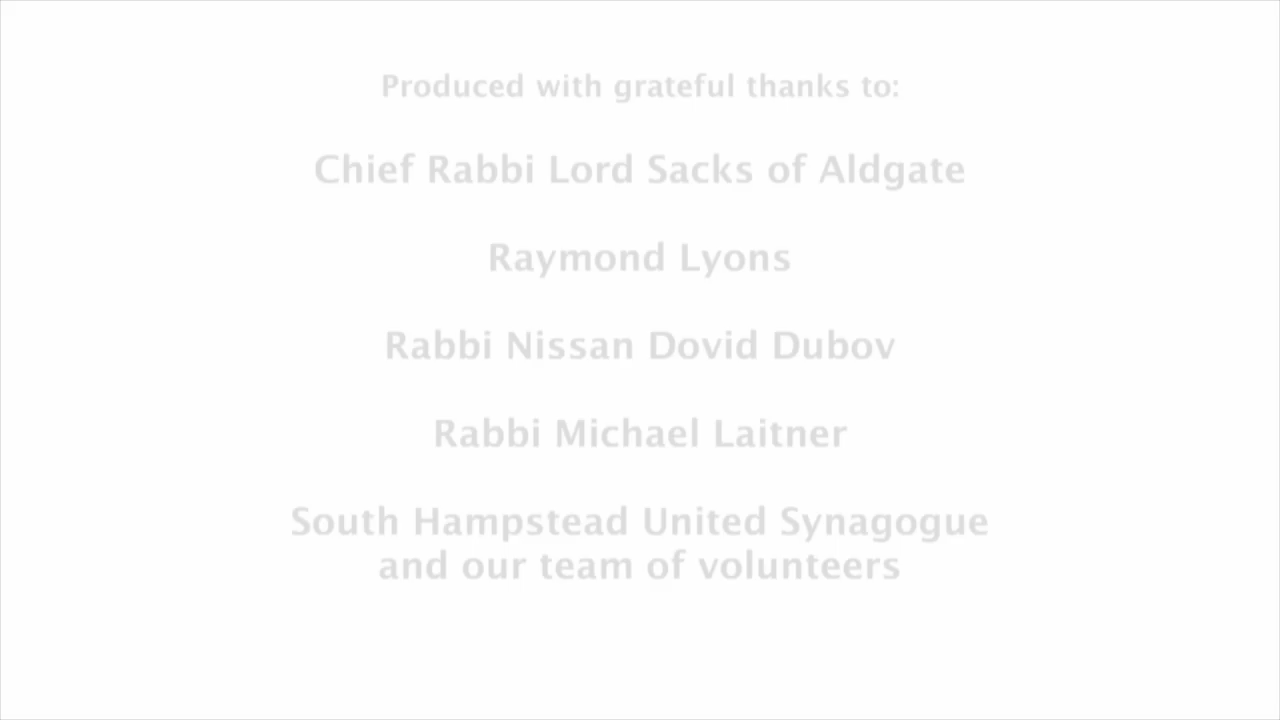 Produced with grateful thanks to:
Chief Rabbi Lord Sacks of Aldgate
Raymond Lyons
Rabbi Nissan Dovid Dubov
Rabbi Michael Laitner
South Hampstead United Synagogue
and our team of volunteers